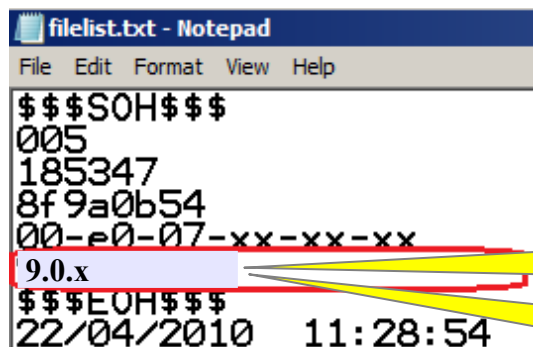 filelist.txt - Notepad
File Edit Format View Help
$$$SOH$$$
005
185347
8f9a0b54
00-e0-07-xx-xx-xx
9.0.x
$$$EOH$$$
22/04/2010 11:28:54